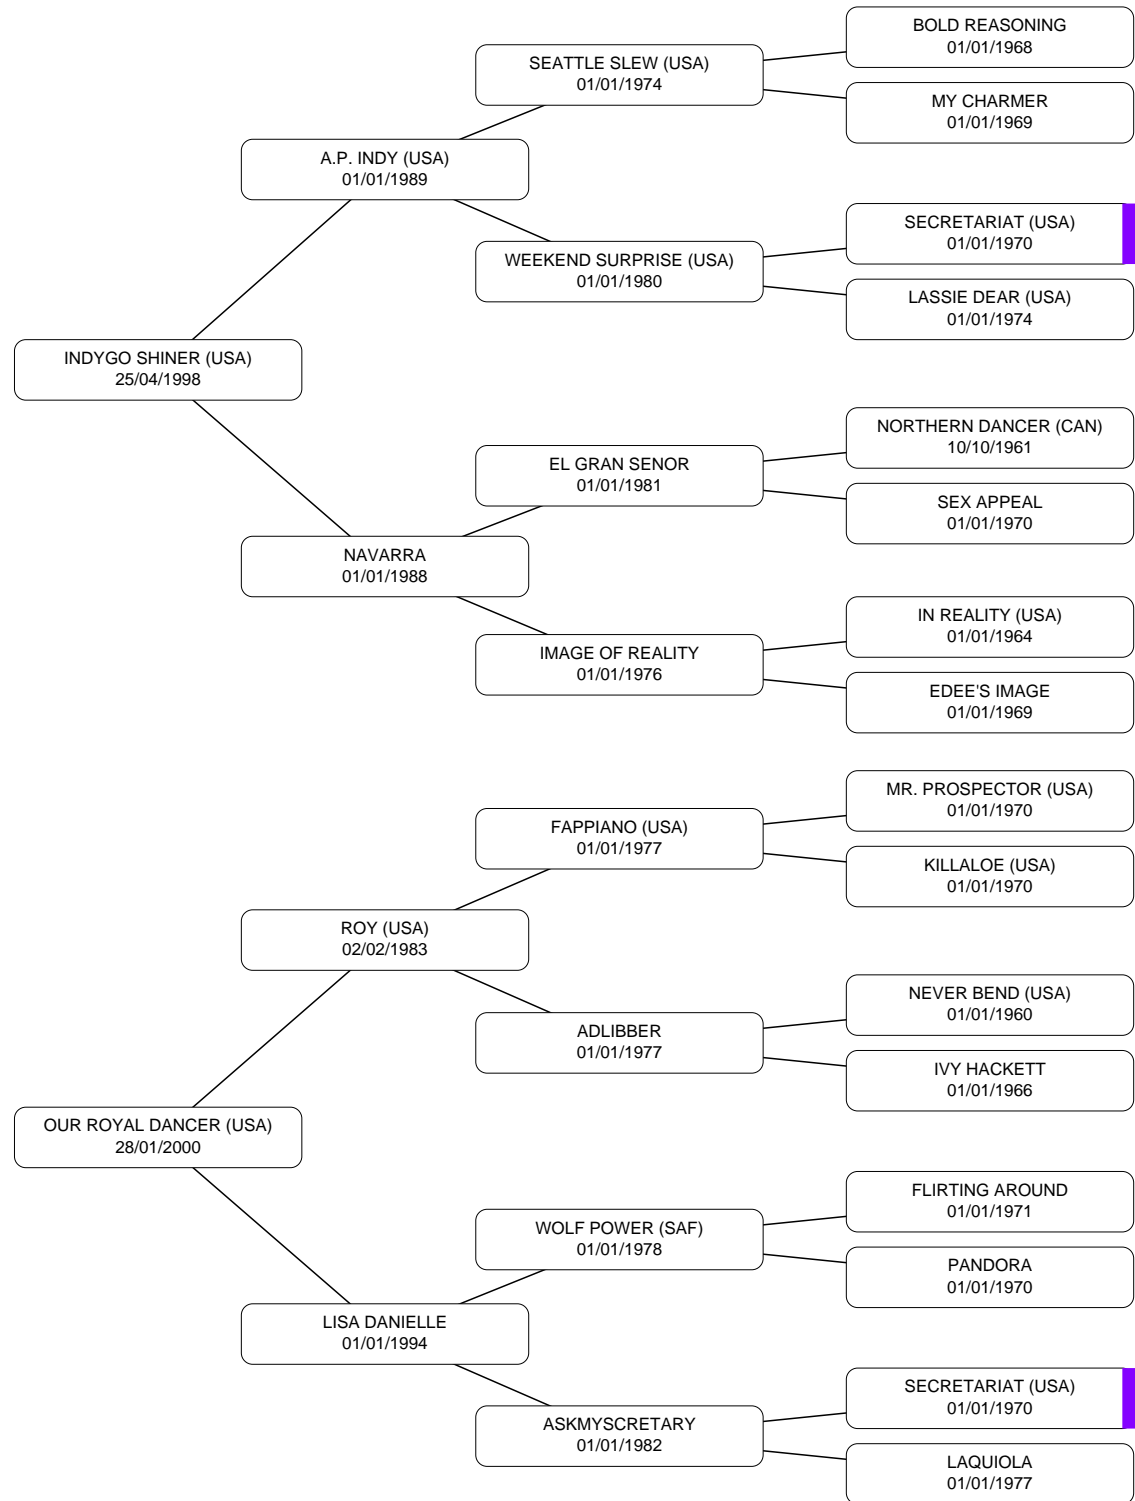 BOLD REASONING
01/01/1968
SEATTLE SLEW (USA)
01/01/1974
MY CHARMER
01/01/1969
A.P. INDY (USA)
01/01/1989
SECRETARIAT (USA)
01/01/1970
WEEKEND SURPRISE (USA)
01/01/1980
LASSIE DEAR (USA)
01/01/1974
INDYGO SHINER (USA)
25/04/1998
NORTHERN DANCER (CAN)
10/10/1961
EL GRAN SENOR
01/01/1981
SEX APPEAL
01/01/1970
NAVARRA
01/01/1988
IN REALITY (USA)
01/01/1964
IMAGE OF REALITY
01/01/1976
EDEE'S IMAGE
01/01/1969
MR. PROSPECTOR (USA)
01/01/1970
FAPPIANO (USA)
01/01/1977
KILLALOE (USA)
01/01/1970
ROY (USA)
02/02/1983
NEVER BEND (USA)
01/01/1960
ADLIBBER
01/01/1977
IVY HACKETT
01/01/1966
OUR ROYAL DANCER (USA)
28/01/2000
FLIRTING AROUND
01/01/1971
WOLF POWER (SAF)
01/01/1978
PANDORA
01/01/1970
LISA DANIELLE
01/01/1994
SECRETARIAT (USA)
01/01/1970
ASKMYSCRETARY
01/01/1982
LAQUIOLA
01/01/1977